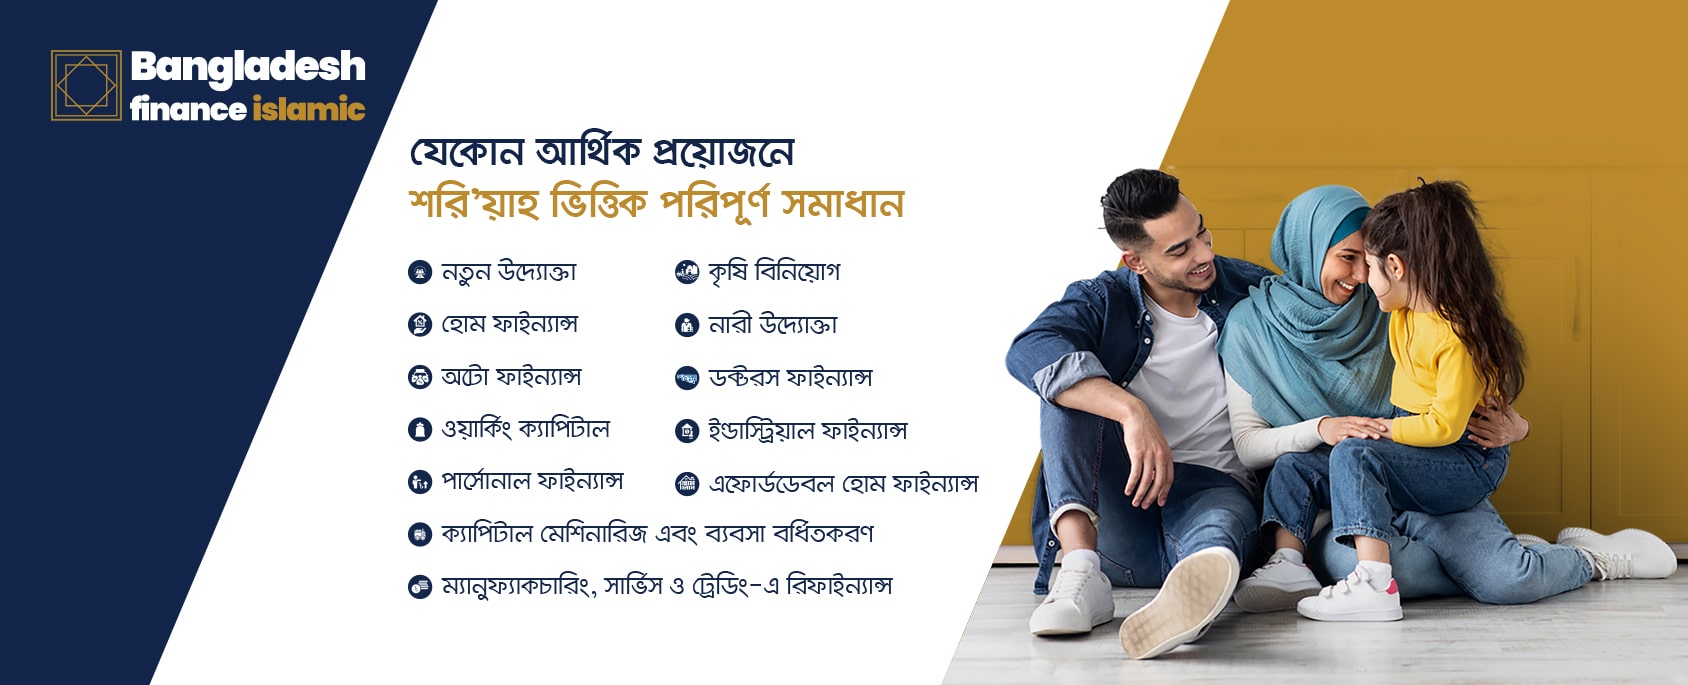 Bangladesh
finance islamic
যেকোন আর্থিক প্রয়োজনে
শরি’য়াহ ভিত্তিক পরিপূর্ণ সমাধান
নতুন উদ্যোক্তা
হোম ফাইন্যান্স
অটো ফাইন্যান্স
ওয়ার্কিং ক্যাপিটাল
পার্সোনাল ফাইন্যান্স
কৃষি বিনিয়োগ
নারী উদ্যোক্তা
ডক্টরস ফাইন্যান্স
ইন্ডাস্ট্রিয়াল ফাইন্যান্স
এফোর্ডডেবল হোম ফাইন্যান্স
ক্যাপিটাল মেশিনারিজ এবং ব্যবসা বর্ধিতকরণ
ম্যানুফ্যাকচারিং, সার্ভিস ও ট্রেডিং-এ রিফাইন্যান্স